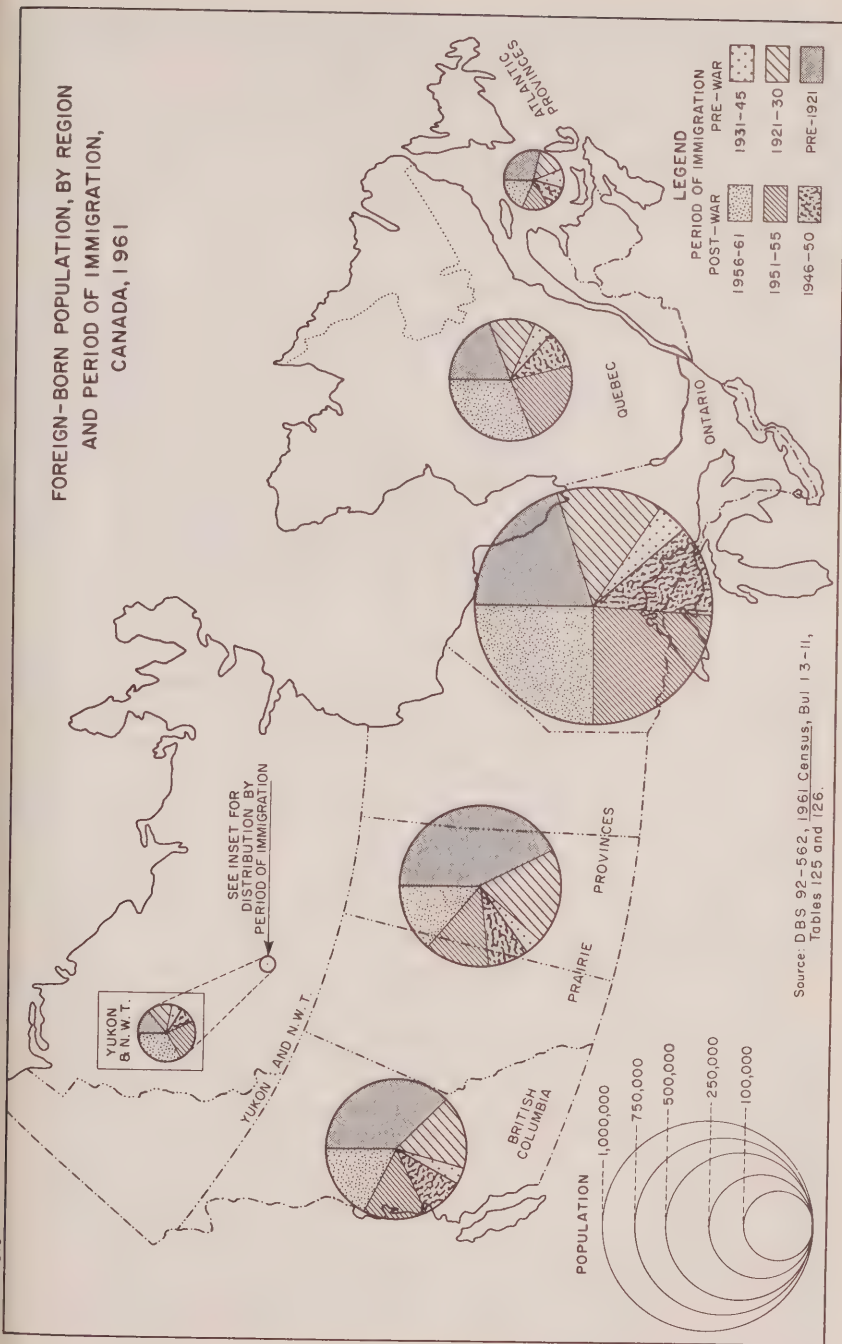 FOREIGN-BORN POPULATION, BY REGION
AND PERIOD OF IMMIGRATION,
CANADA, 1961
YUKON
& N.W.T.
SEE INSET FOR
DISTRIBUTION BY
PERIOD OF IMMIGRATION
YUKON AND N.W.T.
BRITISH
COLUMBIA
PRAIRIE
PROVINCES
ONTARIO
QUEBEC
ATLANTIC
PROVINCES
POPULATION
1,000,000
750,000
500,000
250,000
100,000
LEGEND
PERIOD OF IMMIGRATION
POST-WAR
PRE-WAR
1956-61
1931-45
1951-55
1921-30
1946-50
PRE-1921
Source: DBS 92-562, 1961 Census, Bul 1 3-11,
Tables 125 and 126.